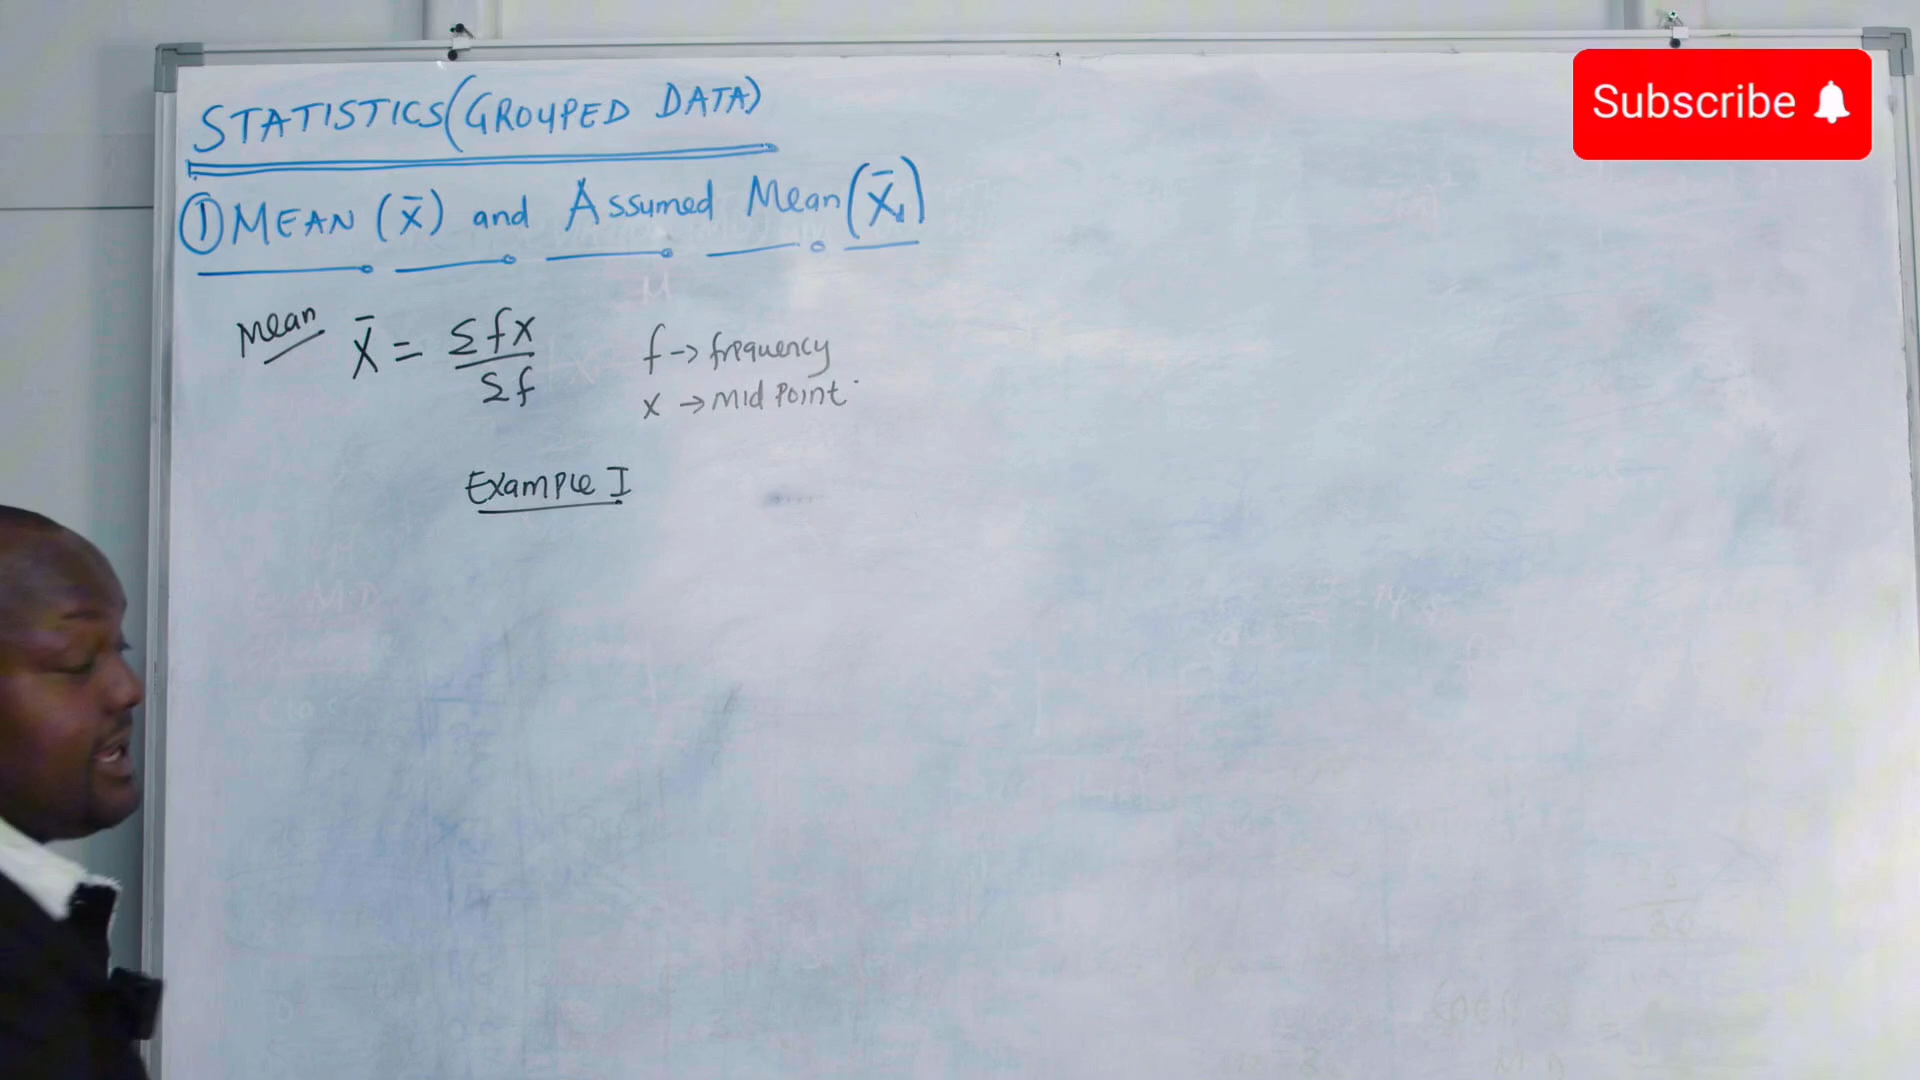 STATISTICS(GROUPED DATA)
Subscribe
① MEAN (x̄) and Assumed Mean (x̄₁)
Mean x̄ = Σfx / Σf
f → frequency
x → mid point
Example I